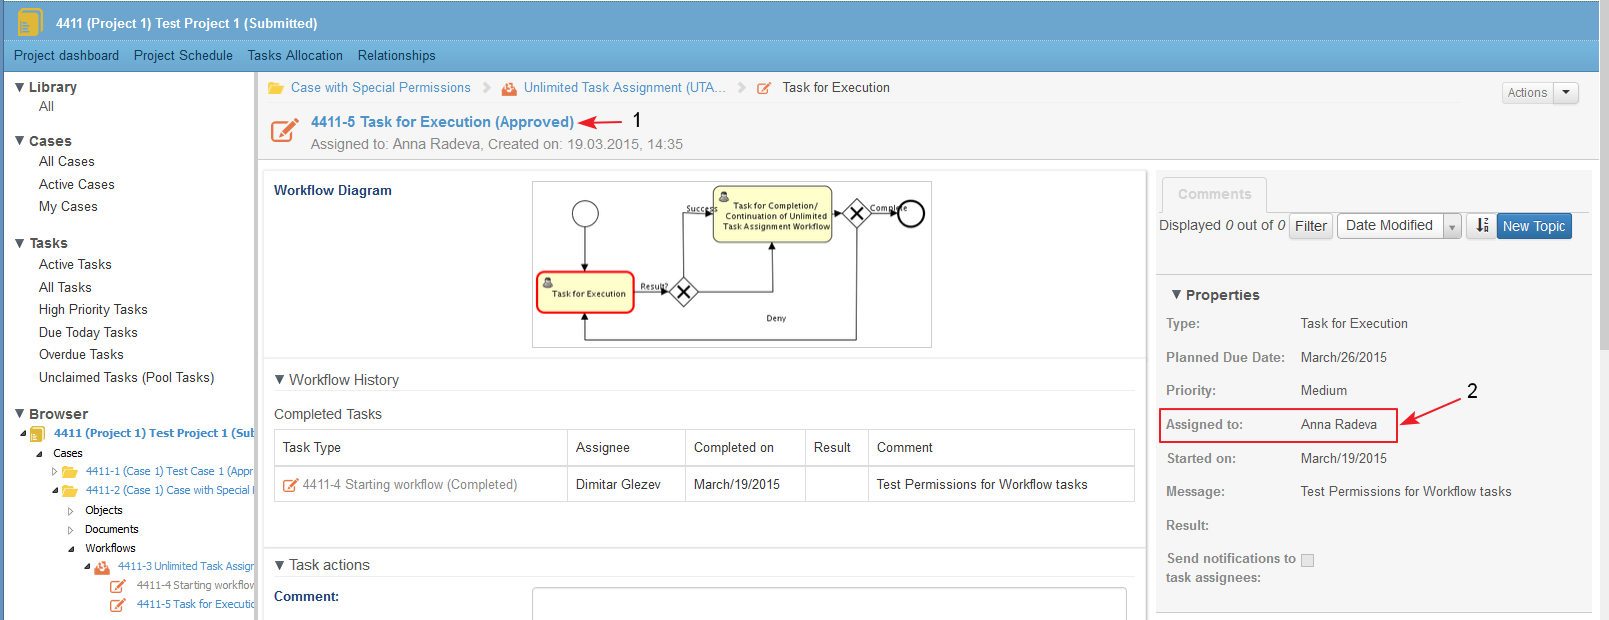 4411 (Project 1) Test Project 1 (Submitted)
Project dashboard Project Schedule Tasks Allocation Relationships
Library
All
Cases
All Cases
Active Cases
My Cases
Tasks
Active Tasks
All Tasks
High Priority Tasks
Due Today Tasks
Overdue Tasks
Unclaimed Tasks (Pool Tasks)
Browser
4411 (Project 1) Test Project 1 (Sub
Cases
4411-1 (Case 1) Test Case 1 (Appr
4411-2 (Case 1) Case with Special
Objects
Documents
Workflows
4411-3 Unlimited Task Assign
4411-4 Starting workflow
4411-5 Task for Executio
Case with Special Permissions Unlimited Task Assignment (UTA... Task for Execution
Actions
4411-5 Task for Execution (Approved) 1
Assigned to: Anna Radeva, Created on: 19.03.2015, 14:35
Workflow Diagram
Success
Task for Completion/
Continuation of Unlimited
Task Assignment Workflow
Complete
Task for Execution
Result?
Deny
Workflow History
Completed Tasks
Task Type Assignee Completed on Result Comment
4411-4 Starting workflow (Completed) Dimitar Glezev March/19/2015 Test Permissions for Workflow tasks
Task actions
Comment:
Comments
Displayed 0 out of 0 Filter Date Modified New Topic
Properties
Type: Task for Execution
Planned Due Date: March/26/2015
Priority: Medium
2
Assigned to: Anna Radeva
Started on: March/19/2015
Message: Test Permissions for Workflow tasks
Result:
Send notifications to
task assignees: